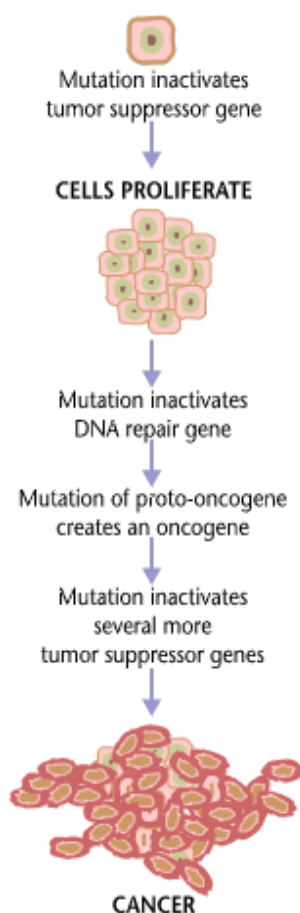 Mutation inactivates
tumor suppressor gene
CELLS PROLIFERATE
Mutation inactivates
DNA repair gene
Mutation of proto-oncogene
creates an oncogene
Mutation inactivates
several more
tumor suppressor genes
CANCER